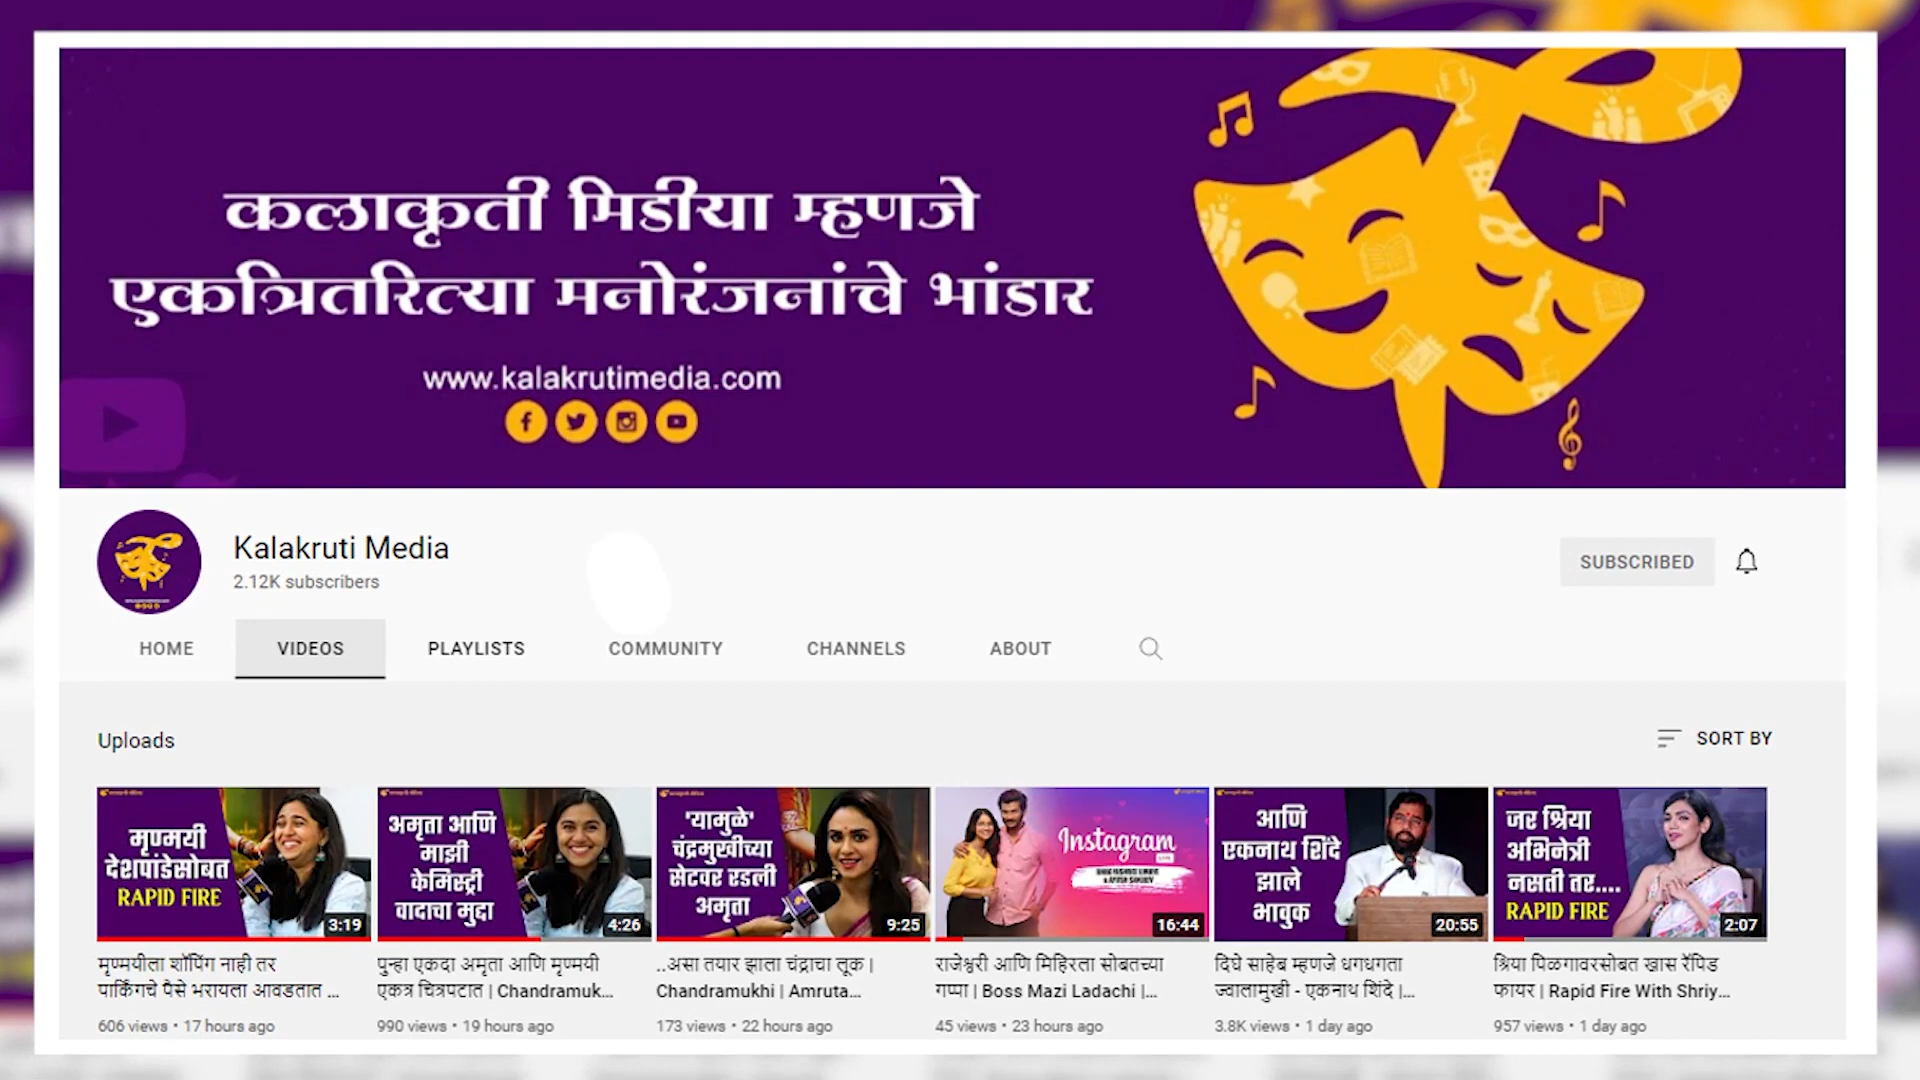 कलाकृती मिडीया म्हणजे
एकत्रितरित्या मनोरंजनांचे भांडार
www.kalakrutimedia.com
Kalakruti Media
2.12K subscribers
SUBSCRIBED
HOME
VIDEOS
PLAYLISTS
COMMUNITY
CHANNELS
ABOUT
Uploads
SORT BY
मृण्मयी
देशपांडेसोबत
RAPID FIRE
3:19
मृण्मयीला शॉपिंग नाही तर
पार्किंगचे पैसे भरायला आवडतात ...
606 views • 17 hours ago
अमृता आणि
माझी
केमिस्ट्री
वादाचा मुद्दा
4:26
पुन्हा एकदा अमृता आणि मृण्मयी
एकत्र चित्रपटात | Chandramuk...
990 views • 19 hours ago
'यामुळे'
चंद्रमुखीच्या
सेटवर रडली
अमृता
9:25
..असा तयार झाला चंद्राचा लूक |
Chandramukhi | Amruta...
173 views • 22 hours ago
Instagram
16:44
राजेश्वरी आणि मिहिरला सोबतच्या
गप्पा | Boss Mazi Ladachi |...
45 views • 23 hours ago
आणि
एकनाथ शिंदे
झाले
भावुक
20:55
दिघे साहेब म्हणजे धगधगता
ज्वालामुखी - एकनाथ शिंदे |...
3.8K views • 1 day ago
जर श्रिया
अभिनेत्री
नसती तर....
RAPID FIRE
2:07
श्रिया पिळगावरसोबत खास रॅपिड
फायर | Rapid Fire With Shriy...
957 views • 1 day ago